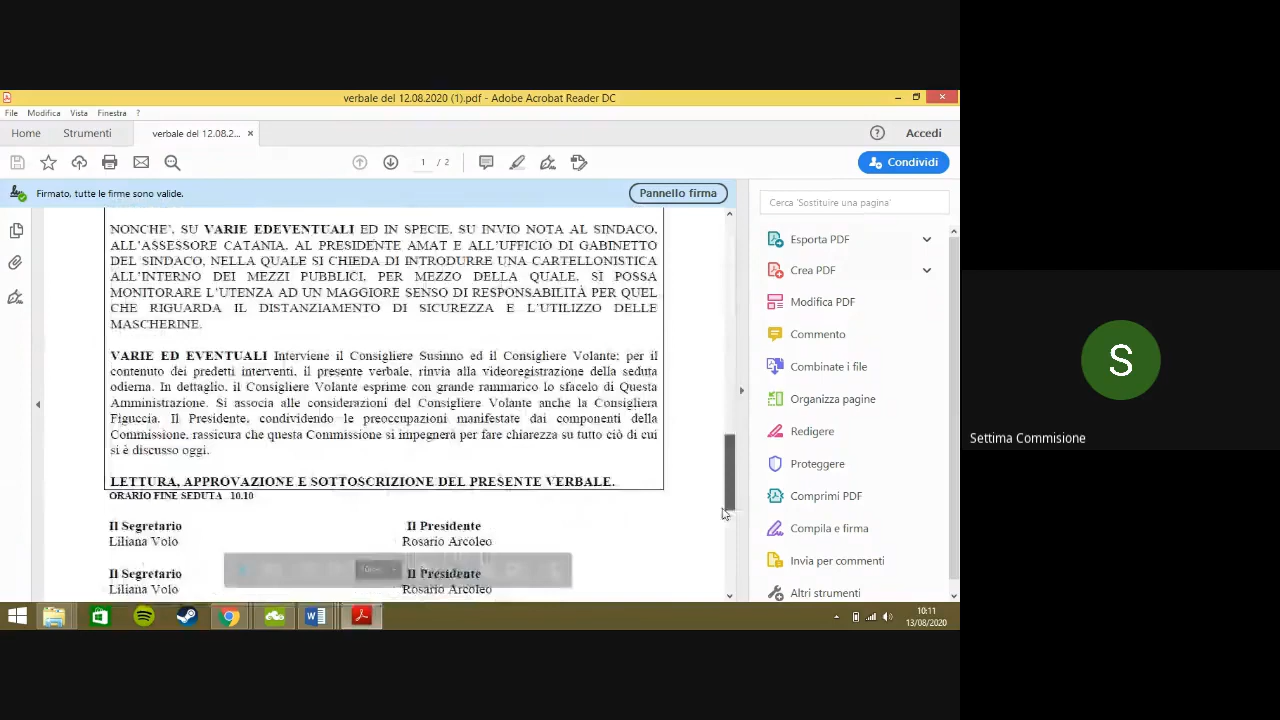 verbale del 12.08.2020 (1).pdf - Adobe Acrobat Reader DC
File Modifica Vista Finestra ?
Home Strumenti verbale del 12.08.2... × Accedi
1 / 2 Condividi
Firmato, tutte le firme sono valide. Pannello firma
NONCHE', SU VARIE EDEVENTUALI ED IN SPECIE, SU INVIO NOTA AL SINDACO,
ALL'ASSESSORE CATANIA, AL PRESIDENTE AMAT E ALL'UFFICIO DI GABINETTO
DEL SINDACO, NELLA QUALE SI CHIEDA DI INTRODURRE UNA CARTELLONISTICA
ALL'INTERNO DEI MEZZI PUBBLICI, PER MEZZO DELLA QUALE, SI POSSA
MONITORARE L'UTENZA AD UN MAGGIORE SENSO DI RESPONSABILITÀ PER QUEL
CHE RIGUARDA IL DISTANZIAMENTO DI SICUREZZA E L'UTILIZZO DELLE
MASCHERINE.
VARIE ED EVENTUALI Interviene il Consigliere Susinno ed il Consigliere Volante; per il
contenuto dei predetti interventi, il presente verbale, rinvia alla videoregistrazione della seduta
odierna. In dettaglio, il Consigliere Volante esprime con grande rammarico lo sfacelo di Questa
Amministrazione. Si associa alle considerazioni del Consigliere Volante anche la Consigliera
Figuccia. Il Presidente, condividendo le preoccupazioni manifestate dai componenti della
Commissione, rassicura che questa Commissione si impegnerà per fare chiarezza su tutto ciò di cui
si è discusso oggi.
LETTURA, APPROVAZIONE E SOTTOSCRIZIONE DEL PRESENTE VERBALE.
ORARIO FINE SEDUTA 10.10
Il Segretario Il Presidente
Liliana Volo Rosario Arcoleo
Il Segretario Il Presidente
Liliana Volo Rosario Arcoleo
Cerca 'Sostituire una pagina'
Esporta PDF
Crea PDF
Modifica PDF
Commento
Combinate i file
Organizza pagine
Redigere
Proteggere
Comprimi PDF
Compila e firma
Invia per commenti
Altri strumenti
10:11
13/08/2020
S
Settima Commisione